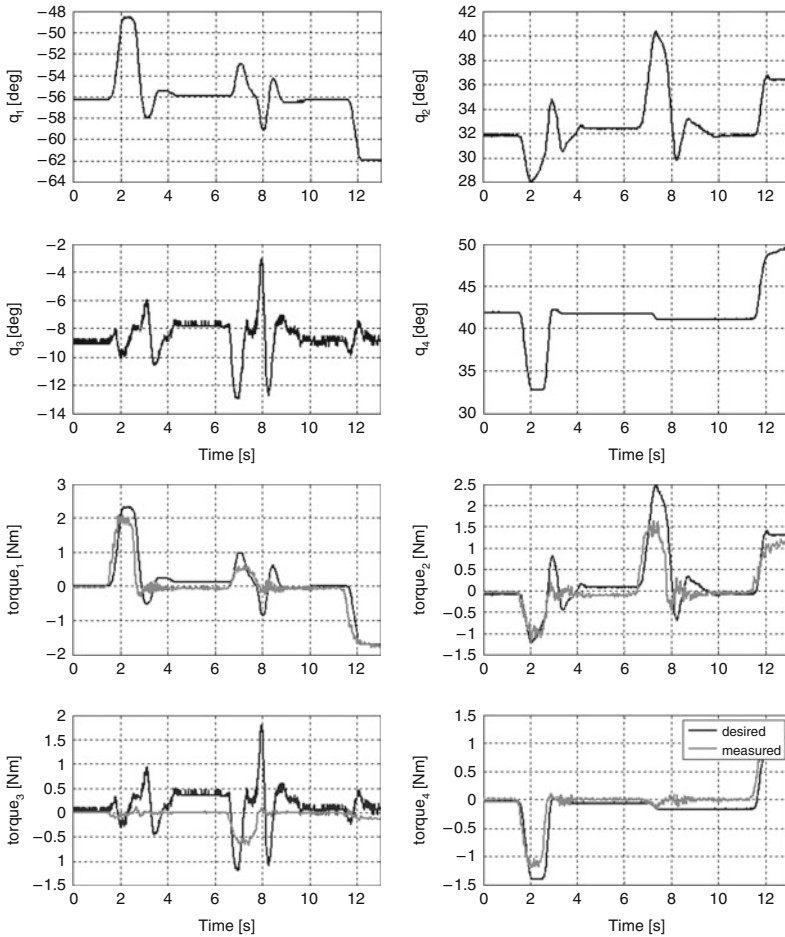 −48
−50
−52
−54
−56
−58
−60
−62
−64
q1 [deg]
0 2 4 6 8 10 12
42
40
38
36
34
32
30
28
q2 [deg]
0 2 4 6 8 10 12
−2
−4
−6
−8
−10
−12
−14
q3 [deg]
0 2 4 6 8 10 12
Time [s]
50
40
30
q4 [deg]
0 2 4 6 8 10 12
Time [s]
3
2
1
0
−1
−2
torque1 [Nm]
0 2 4 6 8 10 12
2.5
2
1.5
1
0.5
0
−0.5
−1
−1.5
torque2 [Nm]
0 2 4 6 8 10 12
2
1.5
1
0.5
0
−0.5
1
−1.5
torque3 [Nm]
0 2 4 6 8 10 12
Time [s]
1.5
1
0.5
0
−0.5
−1
−1.5
torque4 [Nm]
desired
measured
0 2 4 6 8 10 12
Time [s]